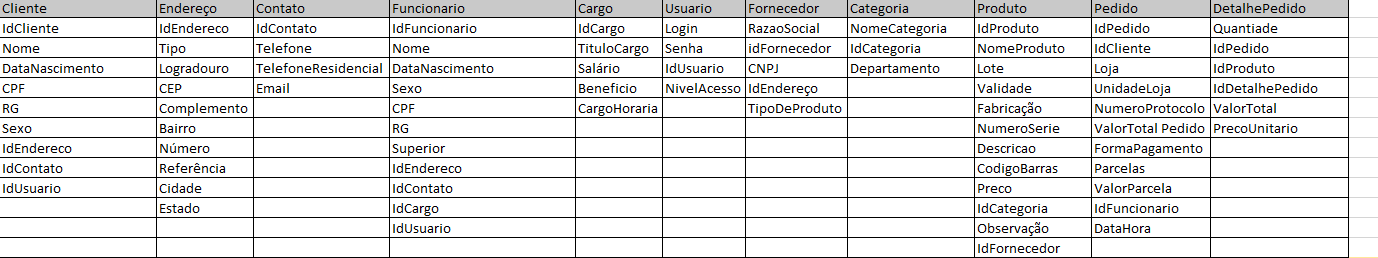 Cliente Endereço Contato Funcionario Cargo Usuario Fornecedor Categoria Produto Pedido DetalhePedido
IdCliente IdEndereco IdContato IdFuncionario IdCargo Login RazaoSocial NomeCategoria IdProduto IdPedido Quantiade
Nome Tipo Telefone Nome TituloCargo Senha idFornecedor IdCategoria NomeProduto IdCliente IdPedido
DataNascimento Logradouro TelefoneResidencial DataNascimento Salário IdUsuario CNPJ Departamento Lote Loja IdProduto
CPF CEP Email Sexo Beneficio NivelAcesso IdEndereço Validade UnidadeLoja IdDetalhePedido
RG Complemento CPF CargoHoraria TipoDeProduto Fabricação NumeroProtocolo ValorTotal
Sexo Bairro RG NumeroSerie ValorTotal Pedido PrecoUnitario
IdEndereco Número Superior Descricao FormaPagamento
IdContato Referência IdEndereco CodigoBarras Parcelas
IdUsuario Cidade IdContato Preco ValorParcela
Estado IdCargo IdCategoria IdFuncionario
IdUsuario Observação DataHora
IdFornecedor